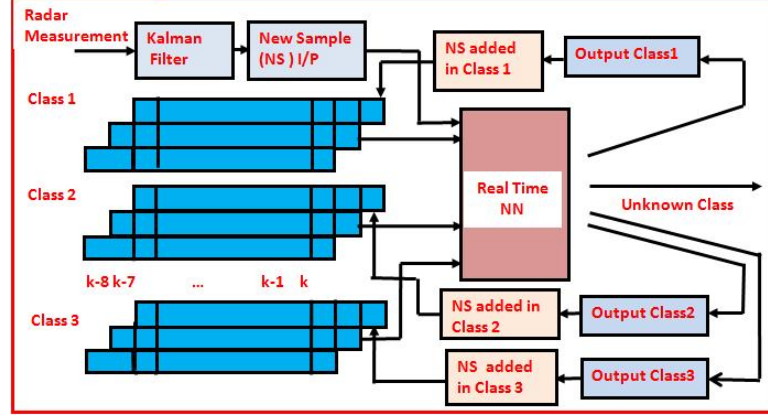 Radar
Measurement
Kalman
Filter
New Sample
(NS ) I/P
NS added
in Class 1
Output Class1
Class 1
Class 2
Real Time
NN
Unknown Class
k-8 k-7 ... k-1 k
Class 3
NS added in
Class 2
Output Class2
NS added
in Class 3
Output Class3